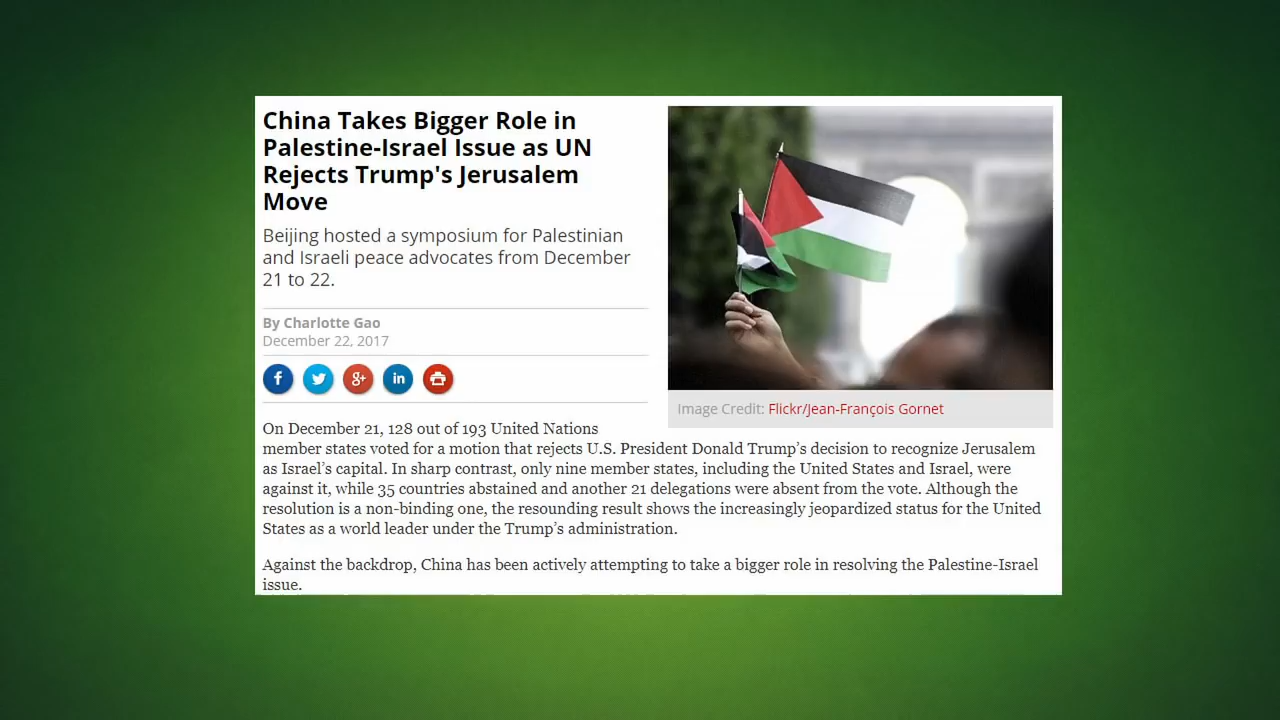 China Takes Bigger Role in
Palestine-Israel Issue as UN
Rejects Trump's Jerusalem
Move
Beijing hosted a symposium for Palestinian
and Israeli peace advocates from December
21 to 22.
By Charlotte Gao
December 22, 2017
f
g+
in
Image Credit: Flickr/Jean-François Gornet
On December 21, 128 out of 193 United Nations
member states voted for a motion that rejects U.S. President Donald Trump’s decision to recognize Jerusalem
as Israel’s capital. In sharp contrast, only nine member states, including the United States and Israel, were
against it, while 35 countries abstained and another 21 delegations were absent from the vote. Although the
resolution is a non-binding one, the resounding result shows the increasingly jeopardized status for the United
States as a world leader under the Trump’s administration.
Against the backdrop, China has been actively attempting to take a bigger role in resolving the Palestine-Israel
issue.